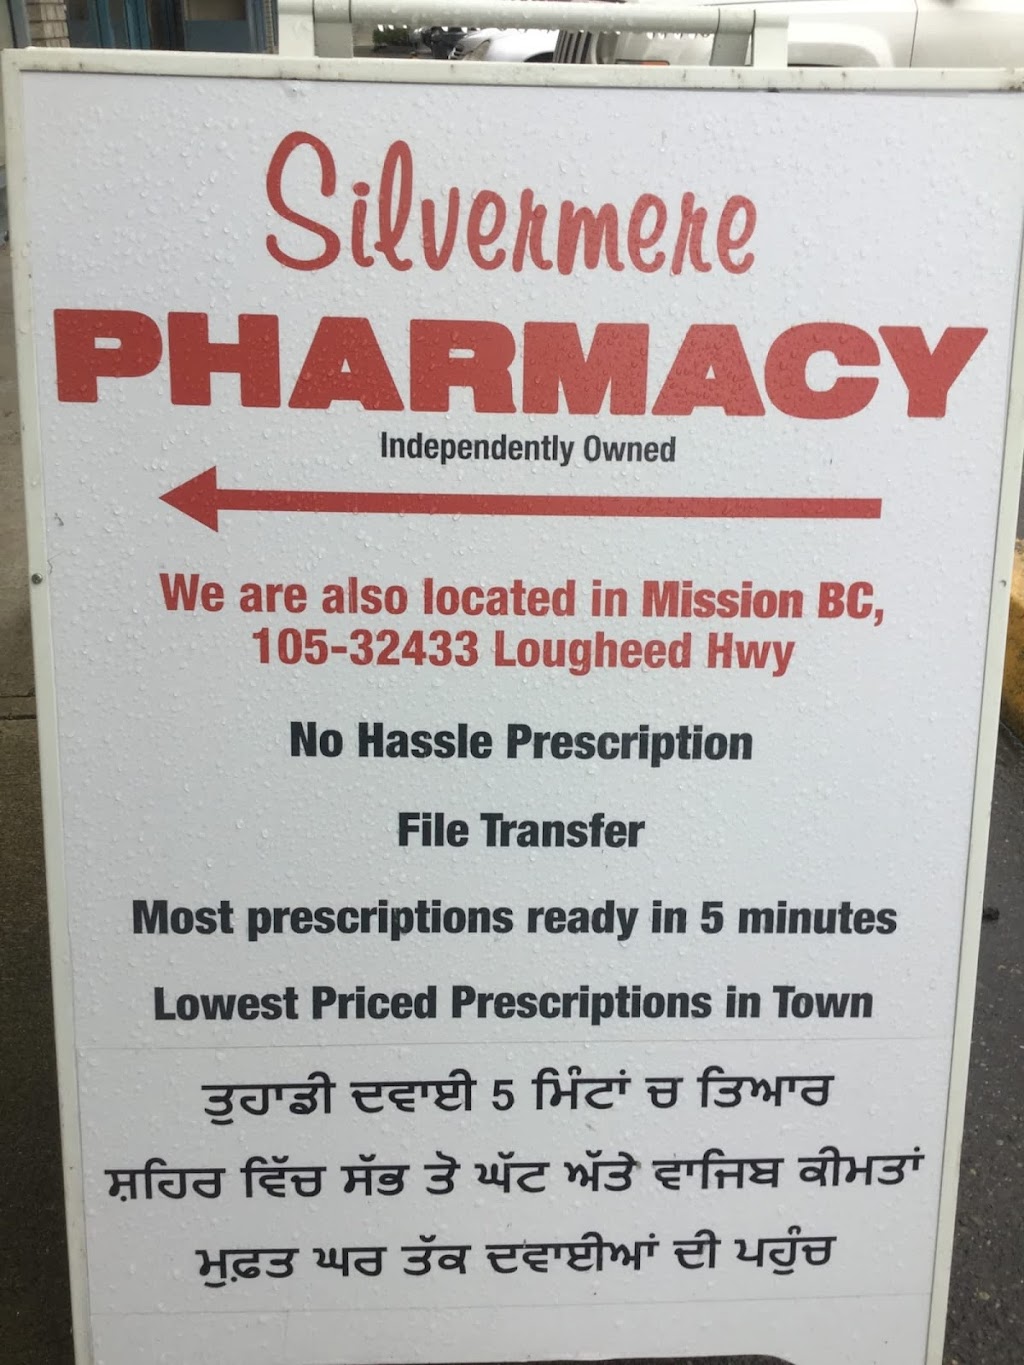 Silvermere
PHARMACY
Independently Owned
We are also located in Mission BC,
105-32433 Lougheed Hwy
No Hassle Prescription
File Transfer
Most prescriptions ready in 5 minutes
Lowest Priced Prescriptions in Town
ਤੁਹਾਡੀ ਦਵਾਈ 5 ਮਿੰਟਾਂ ਚ ਤਿਆਰ
ਸ਼ਹਿਰ ਵਿੱਚ ਸੱਭ ਤੋ ਘੱਟ ਅੱਤੇ ਵਾਜਿਬ ਕੀਮਤਾਂ
ਮੁਫ਼ਤ ਘਰ ਤੱਕ ਦਵਾਈਆਂ ਦੀ ਪਹੁੰਚ